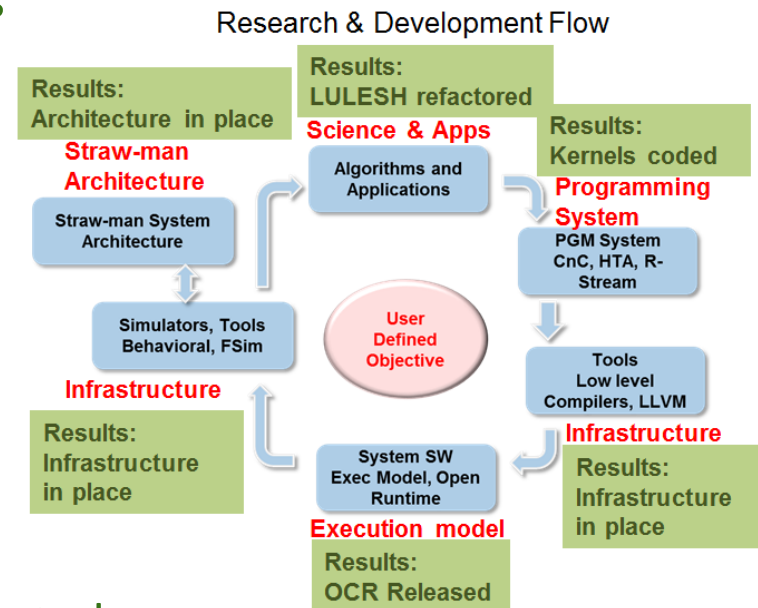 Research & Development Flow
Results:
Architecture in place
Straw-man
Architecture
Straw-man System
Architecture
Results:
LULESH refactored
Science & Apps
Algorithms and
Applications
Results:
Kernels coded
Programming
System
PGM System
CnC, HTA, R-
Stream
Simulators, Tools
Behavioral, FSim
Infrastructure
Results:
Infrastructure
in place
User
Defined
Objective
Tools
Low level
Compilers, LLVM
Infrastructure
Results:
Infrastructure
in place
System SW
Exec Model, Open
Runtime
Execution model
Results:
OCR Released